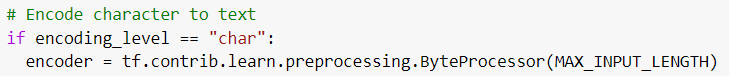 # Encode character to text
if encoding_level == "char":
encoder = tf.contrib.learn.preprocessing.ByteProcessor(MAX_INPUT_LENGTH)